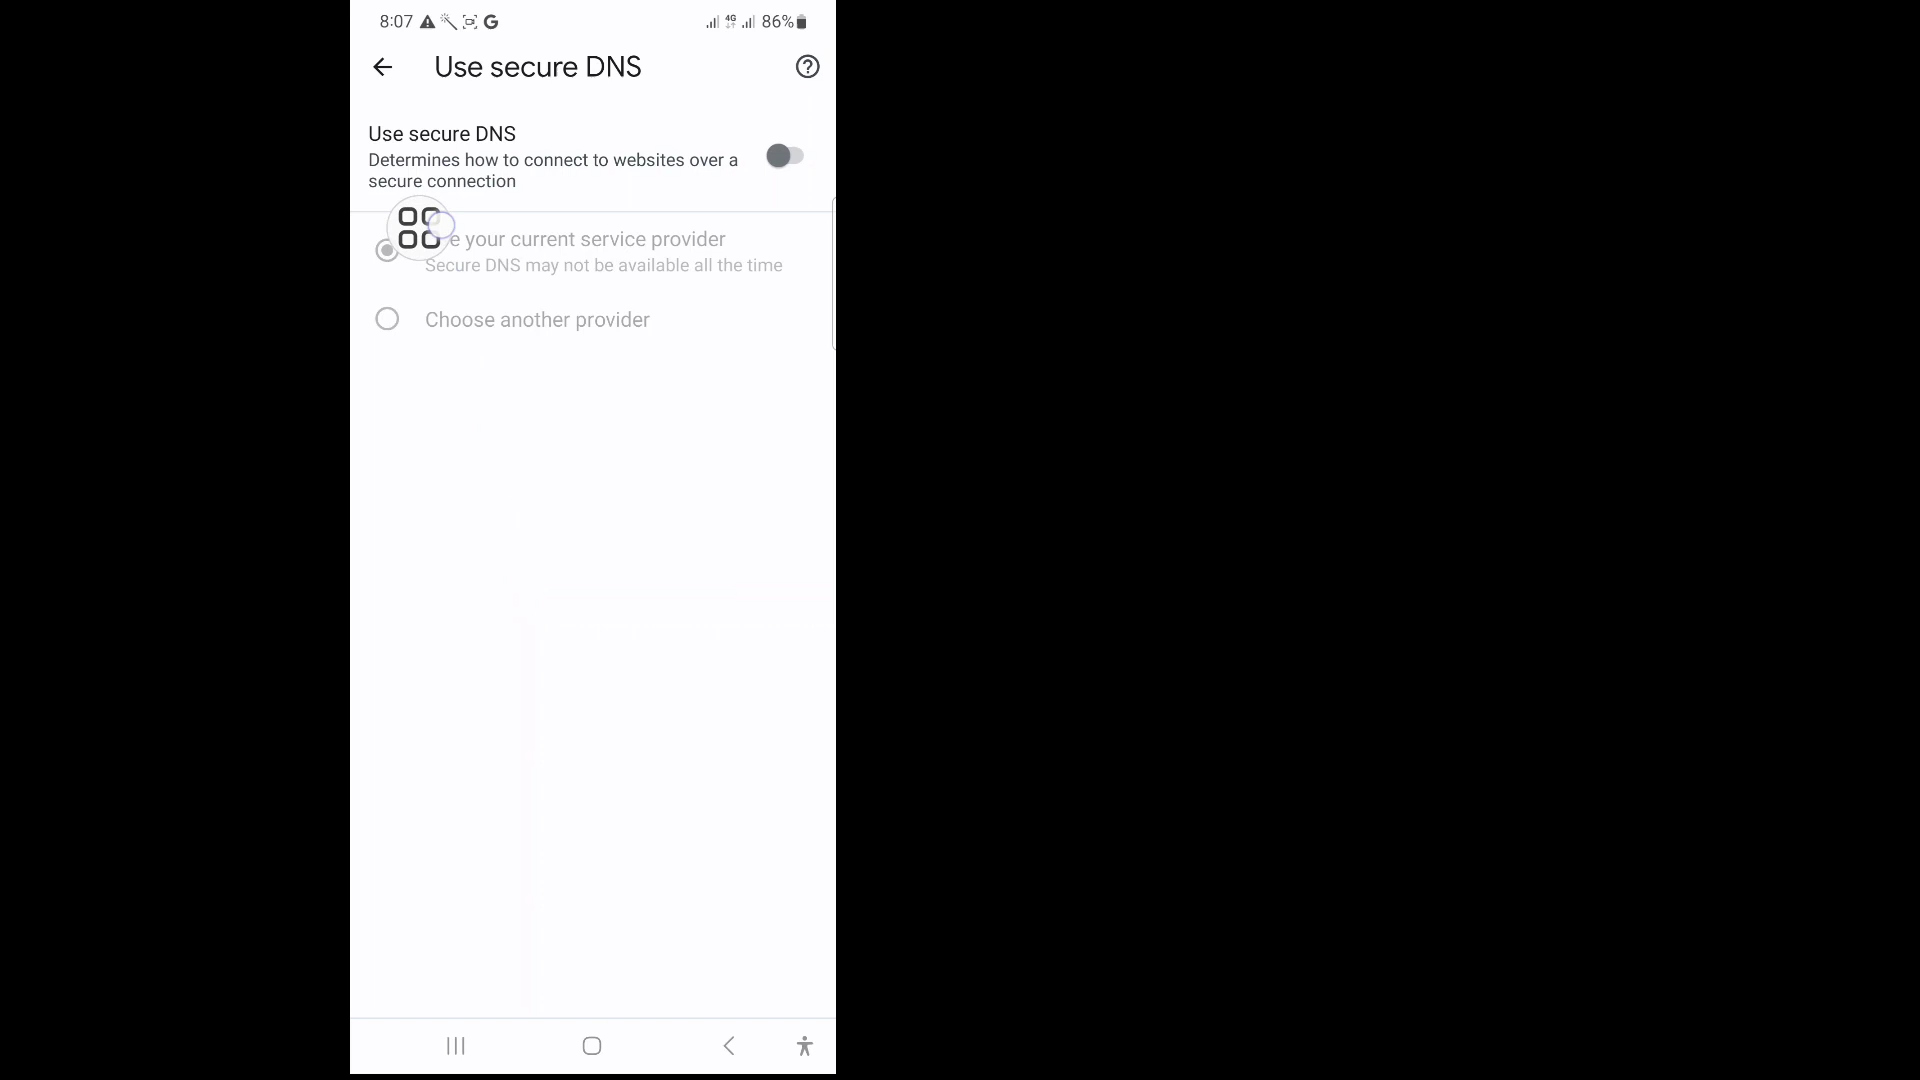 8:07 G 4G 86%
Use secure DNS
Use secure DNS
Determines how to connect to websites over a
secure connection
your current service provider
Secure DNS may not be available all the time
Choose another provider